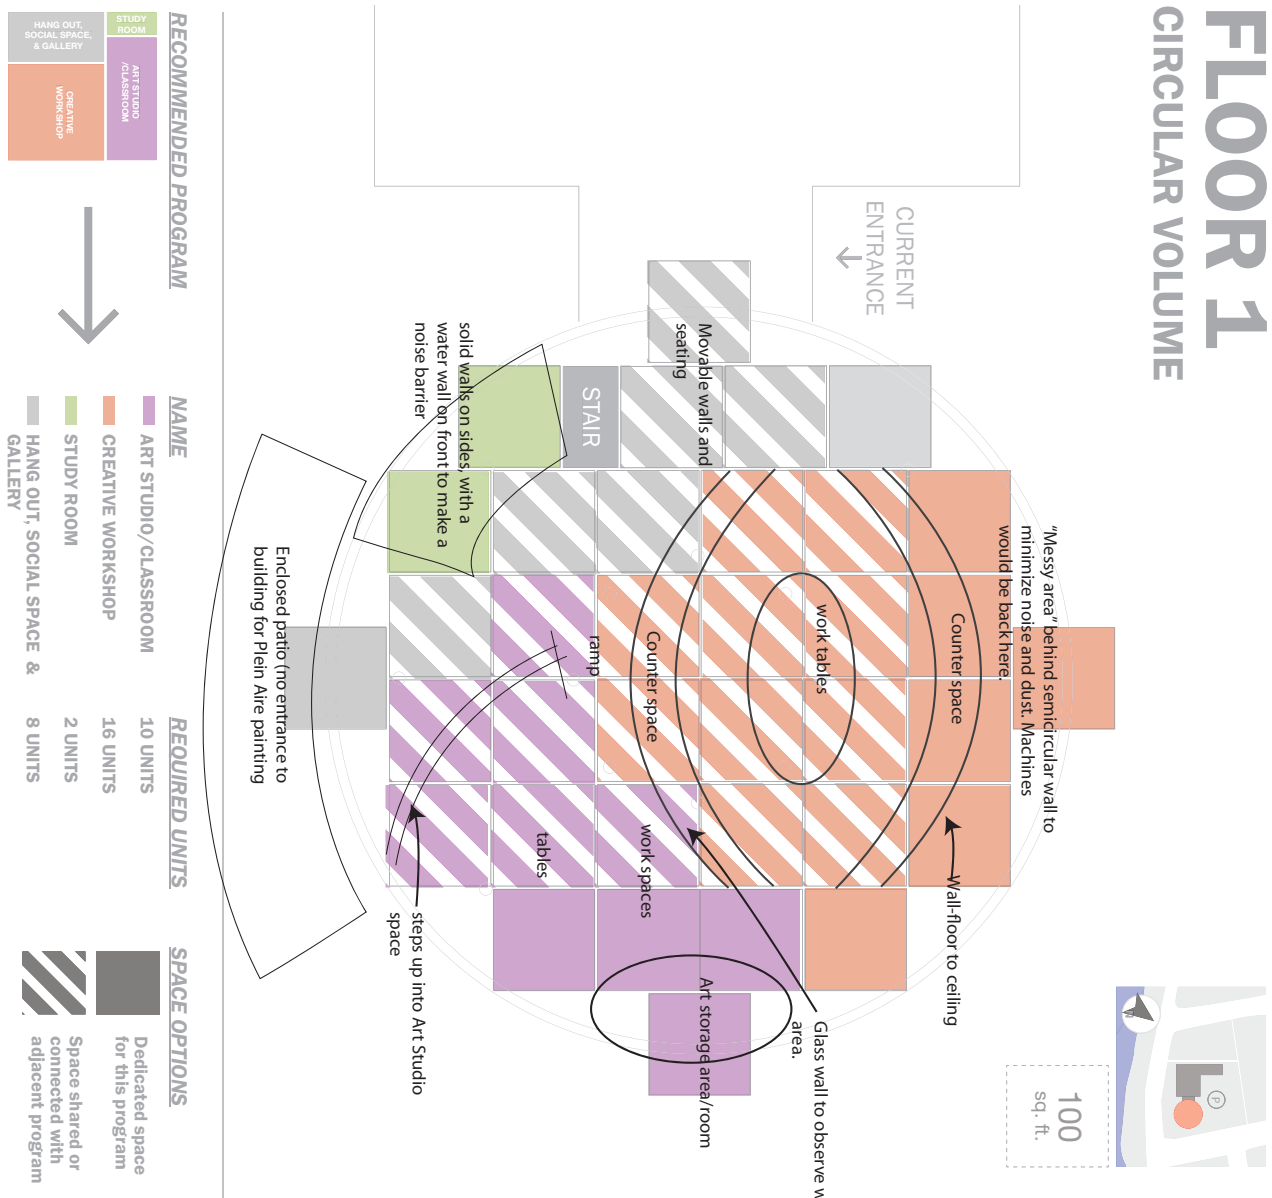 FLOOR 1
CIRCULAR VOLUME
CURRENT
ENTRANCE
100
sq. ft.
P
"Messy area" behind semicircular wall to
minimize noise and dust. Machines
would be back here.
Counter space
Wall-floor to ceiling
work tables
Glass wall to observe w
area.
Movable walls and
seating
Counter space
work spaces
Art storage area/room
STAIR
ramp
tables
solid walls on sides, with a
water wall on front to make a
noise barrier
steps up into Art Studio
space
Enclosed patio (no entrance to
building for Plein Aire painting
RECOMMENDED PROGRAM
STUDY
ROOM
ART STUDIO
/CLASSROOM
HANG OUT,
SOCIAL SPACE,
& GALLERY
CREATIVE
WORKSHOP
NAME
REQUIRED UNITS
SPACE OPTIONS
ART STUDIO/CLASSROOM
10 UNITS
CREATIVE WORKSHOP
16 UNITS
STUDY ROOM
2 UNITS
HANG OUT, SOCIAL SPACE &
GALLERY
8 UNITS
Dedicated space
for this program
Space shared or
connected with
adjacent program